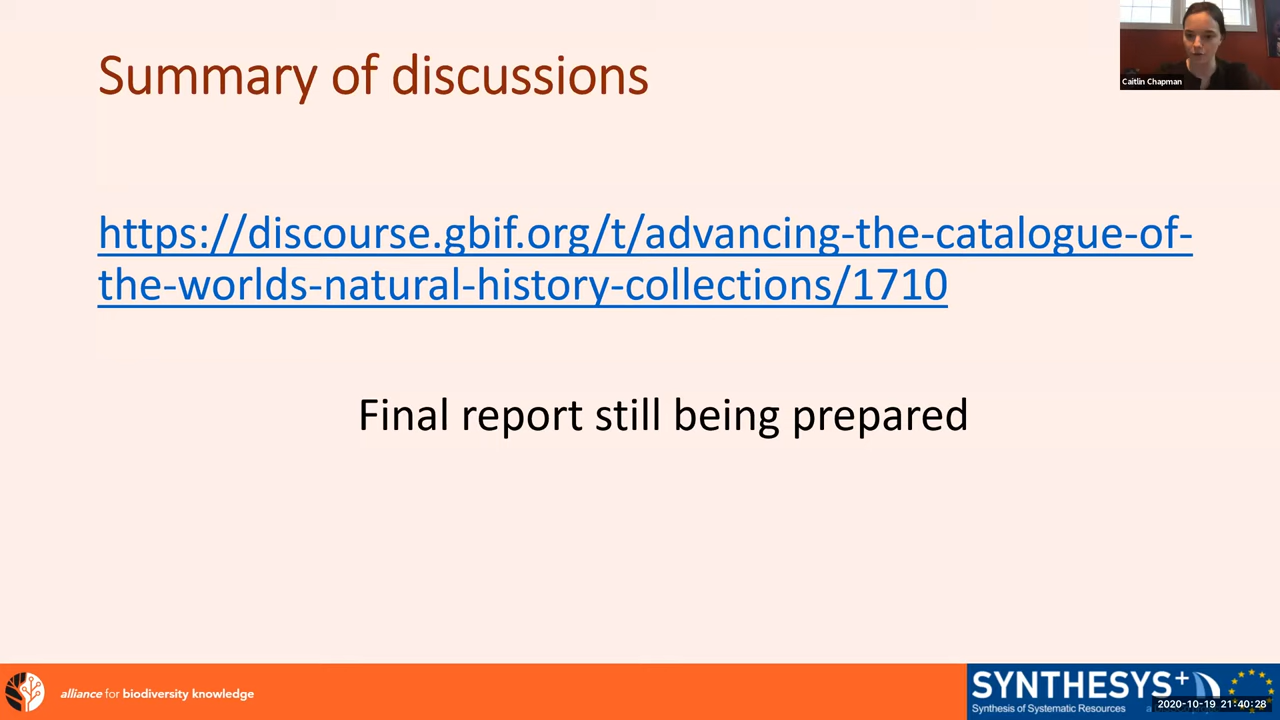 Summary of discussions
Caitlin Chapman
https://discourse.gbif.org/t/advancing-the-catalogue-of-
the-worlds-natural-history-collections/1710
Final report still being prepared
alliance for biodiversity knowledge
SYNTHESYS+
Synthesis of Systematic Resources
2020-10-19 21:40:28